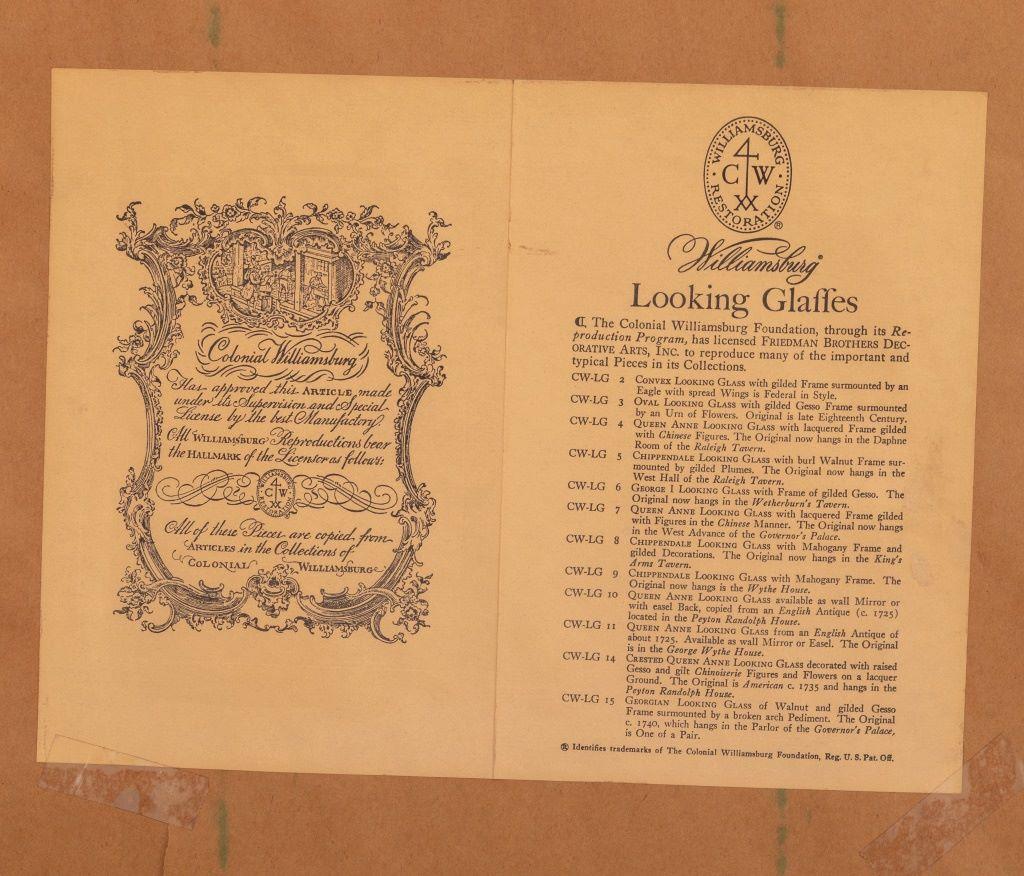 Colonial Williamsburg
Has approved this ARTICLE made
under its Supervision and Special
License by the best Manufactory.
All WILLIAMSBURG Reproductions bear
the HALLMARK of the Licensor as follows:
WILLIAMSBURG
C W
RESTORATION
All of these Pieces are copied from
ARTICLES in the Collections of
COLONIAL WILLIAMSBURG
WILLIAMSBURG
4
C W
RESTORATION ®
Williamsburg
Looking Glaſſes
The Colonial Williamsburg Foundation, through its Re-
production Program, has licensed FRIEDMAN BROTHERS DEC-
ORATIVE ARTS, INC. to reproduce many of the important and
typical Pieces in its Collections.
CW-LG 2 CONVEX LOOKING GLASS with gilded Frame surmounted by an
Eagle with spread Wings is Federal in Style.
CW-LG 3 OVAL LOOKING GLASS with gilded Gesso Frame surmounted
by an Urn of Flowers. Original is late Eighteenth Century.
CW-LG 4 QUEEN ANNE LOOKING GLASS with lacquered Frame gilded
with Chinese Figures. The Original now hangs in the Daphne
Room of the Raleigh Tavern.
CW-LG 5 CHIPPENDALE LOOKING GLASS with burl Walnut Frame sur-
mounted by gilded Plumes. The Original now hangs in the
West Hall of the Raleigh Tavern.
CW-LG 6 GEORGE I LOOKING GLASS with Frame of gilded Gesso. The
Original now hangs in the Wetherburn's Tavern.
CW-LG 7 QUEEN ANNE LOOKING GLASS with lacquered Frame gilded
with Figures in the Chinese Manner. The Original now hangs
in the West Advance of the Governor's Palace.
CW-LG 8 CHIPPENDALE LOOKING GLASS with Mahogany Frame and
gilded Decorations. The Original now hangs in the King's
Arms Tavern.
CW-LG 9 CHIPPENDALE LOOKING GLASS with Mahogany Frame. The
Original now hangs is the Wythe House.
CW-LG 10 QUEEN ANNE LOOKING GLASS available as wall Mirror or
with easel Back, copied from an English Antique (c. 1725)
located in the Peyton Randolph House.
CW-LG 11 QUEEN ANNE LOOKING GLASS from an English Antique of
about 1725. Available as wall Mirror or Easel. The Original
is in the George Wythe House.
CW-LG 14 CRESTED QUEEN ANNE LOOKING GLASS decorated with raised
Gesso and gilt Chinoiserie Figures and Flowers on a lacquer
Ground. The Original is American c. 1735 and hangs in the
Peyton Randolph House.
CW-LG 15 GEORGIAN LOOKING GLASS of Walnut and gilded Gesso
Frame surmounted by a broken arch Pediment. The Original
c. 1740, which hangs in the Parlor of the Governor's Palace,
is One of a Pair.
® Identifies trademarks of The Colonial Williamsburg Foundation, Reg. U. S. Pat. Off.